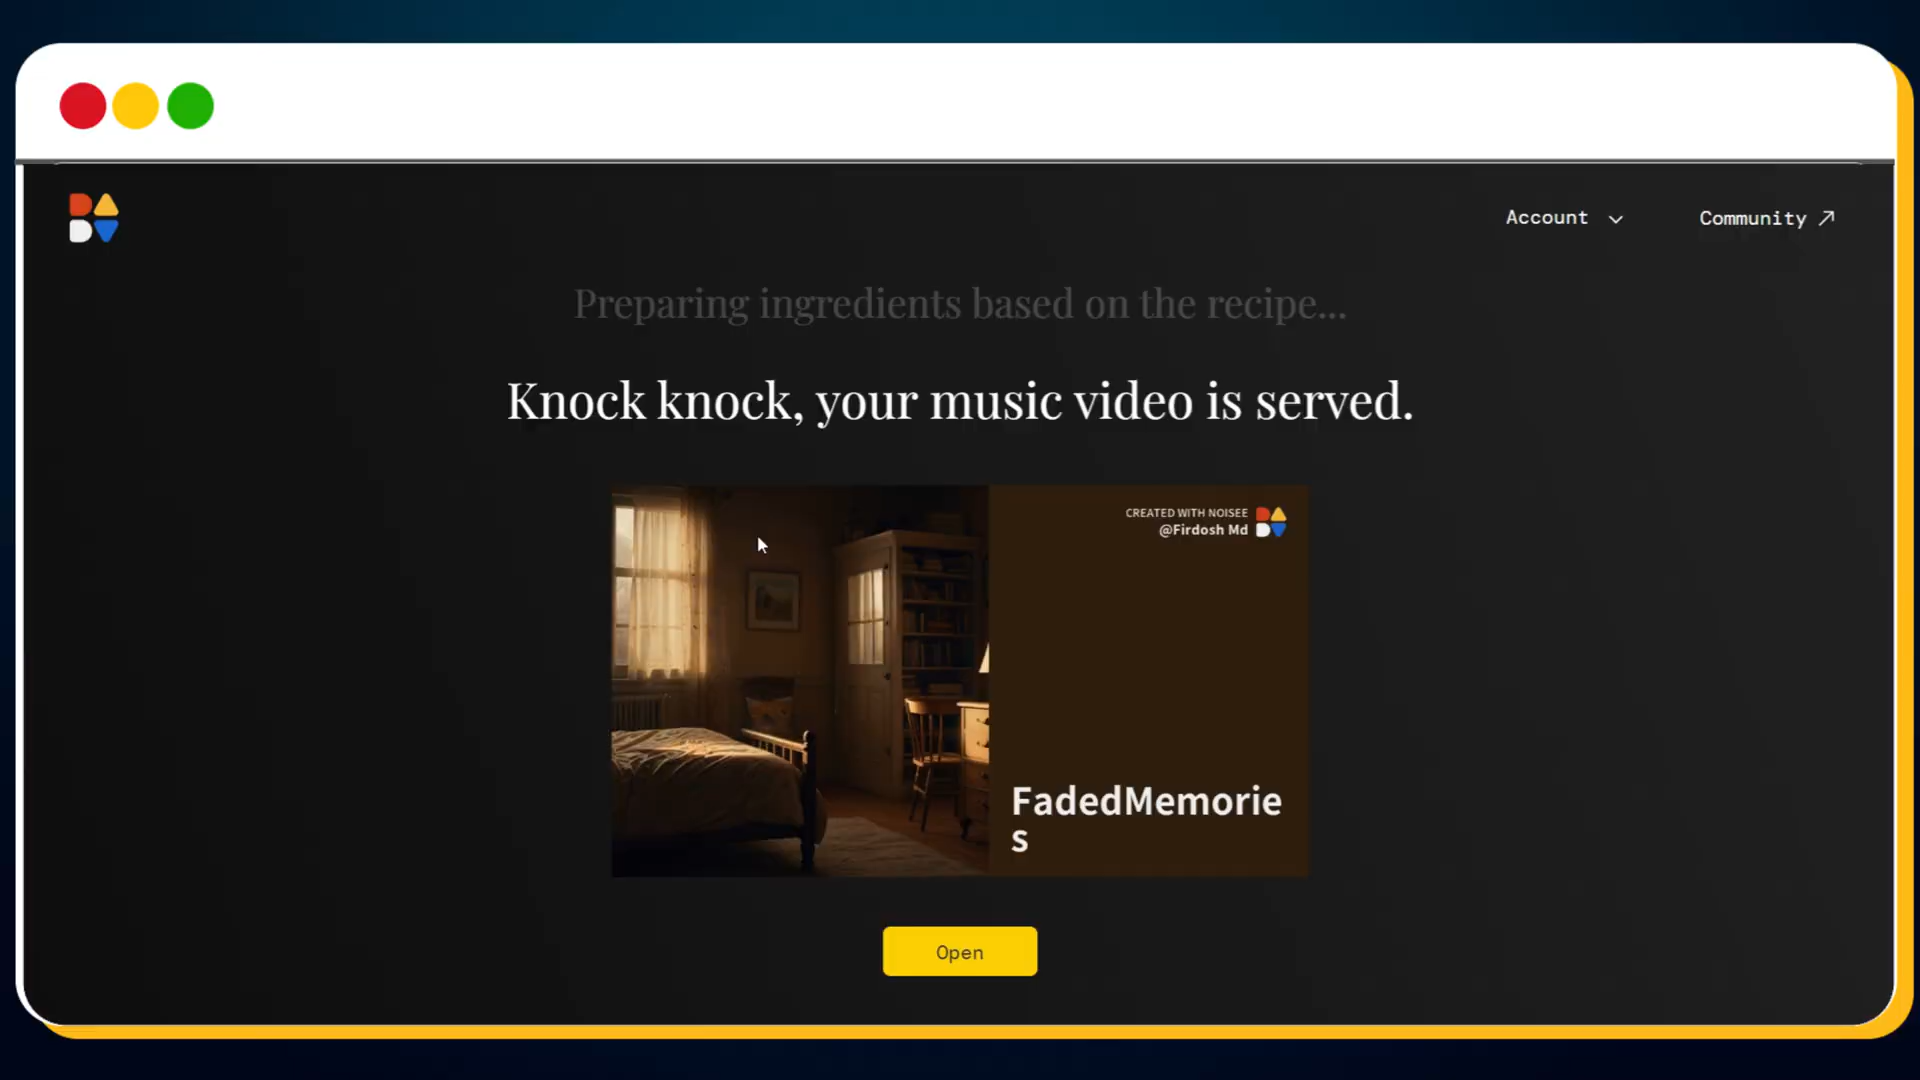 Account
Community
Preparing ingredients based on the recipe...
Knock knock, your music video is served.
CREATED WITH NOISEE
@Firdosh Md
FadedMemorie
s
Open